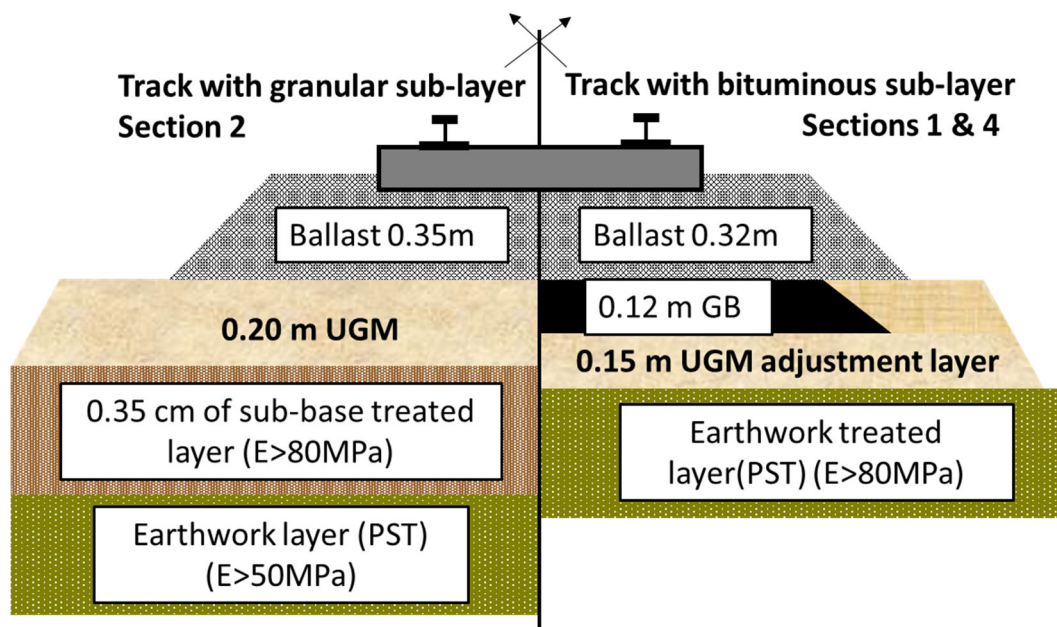 Track with granular sub-layer
Section 2
Track with bituminous sub-layer
Sections 1 & 4
Ballast 0.35m
Ballast 0.32m
0.12 m GB
0.20 m UGM
0.15 m UGM adjustment layer
0.35 cm of sub-base treated
layer (E>80MPa)
Earthwork treated
layer(PST) (E>80MPa)
Earthwork layer (PST)
(E>50MPa)